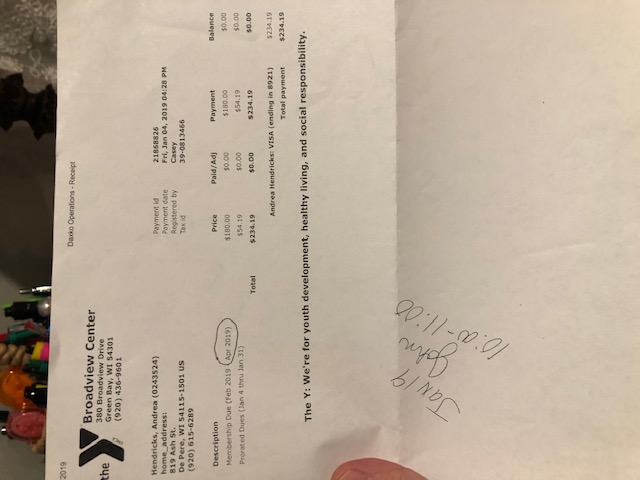 2019
Daxko Operations - Receipt
the Y
Broadview Center
380 Broadview Drive
Green Bay, WI 54301
(920) 436-9601
Payment id 21868826
Payment date Fri, Jan 04, 2019 04:28 PM
Registered by Casey
Tax id 39-0813466
Hendricks, Andrea (0243524)
home_address:
819 Ash St.
De Pere, WI 54115-1501 US
(920) 615-6289
Description Price Paid/Adj Payment Balance
Membership Due (Feb 2019 (Apr 2019) $180.00 $0.00 $180.00 $0.00
Prorated Dues (Jan 4 thru Jan 31) $54.19 $0.00 $54.19 $0.00
Total $234.19 $0.00 $234.19 $0.00
Andrea Hendricks: VISA (ending in 8921) $234.19
Total payment $234.19
The Y: We're for youth development, healthy living, and social responsibility.
Jan 19
John
10:00-11:00